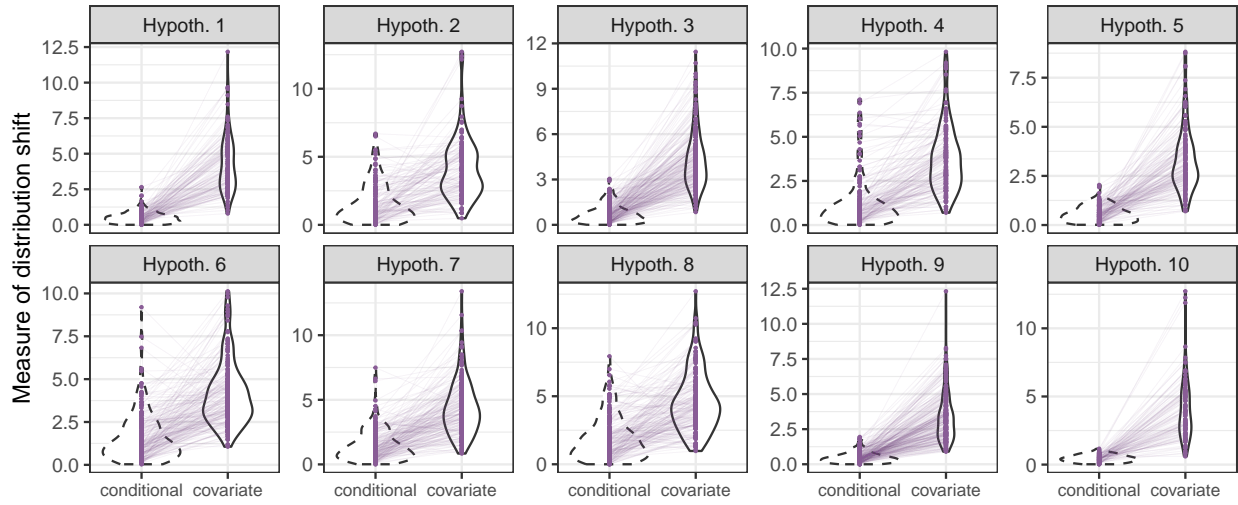 Measure of distribution shift
Hypoth. 1
Hypoth. 2
Hypoth. 3
Hypoth. 4
Hypoth. 5
12.5
10.0
7.5
5.0
2.5
0.0
10
5
0
12
9
6
3
0
10.0
7.5
5.0
2.5
0.0
7.5
5.0
2.5
0.0
Hypoth. 6
Hypoth. 7
Hypoth. 8
Hypoth. 9
Hypoth. 10
10.0
7.5
5.0
2.5
0.0
10
5
0
10
5
0
12.5
10.0
7.5
5.0
2.5
0.0
10
5
0
conditional covariate
conditional covariate
conditional covariate
conditional covariate
conditional covariate